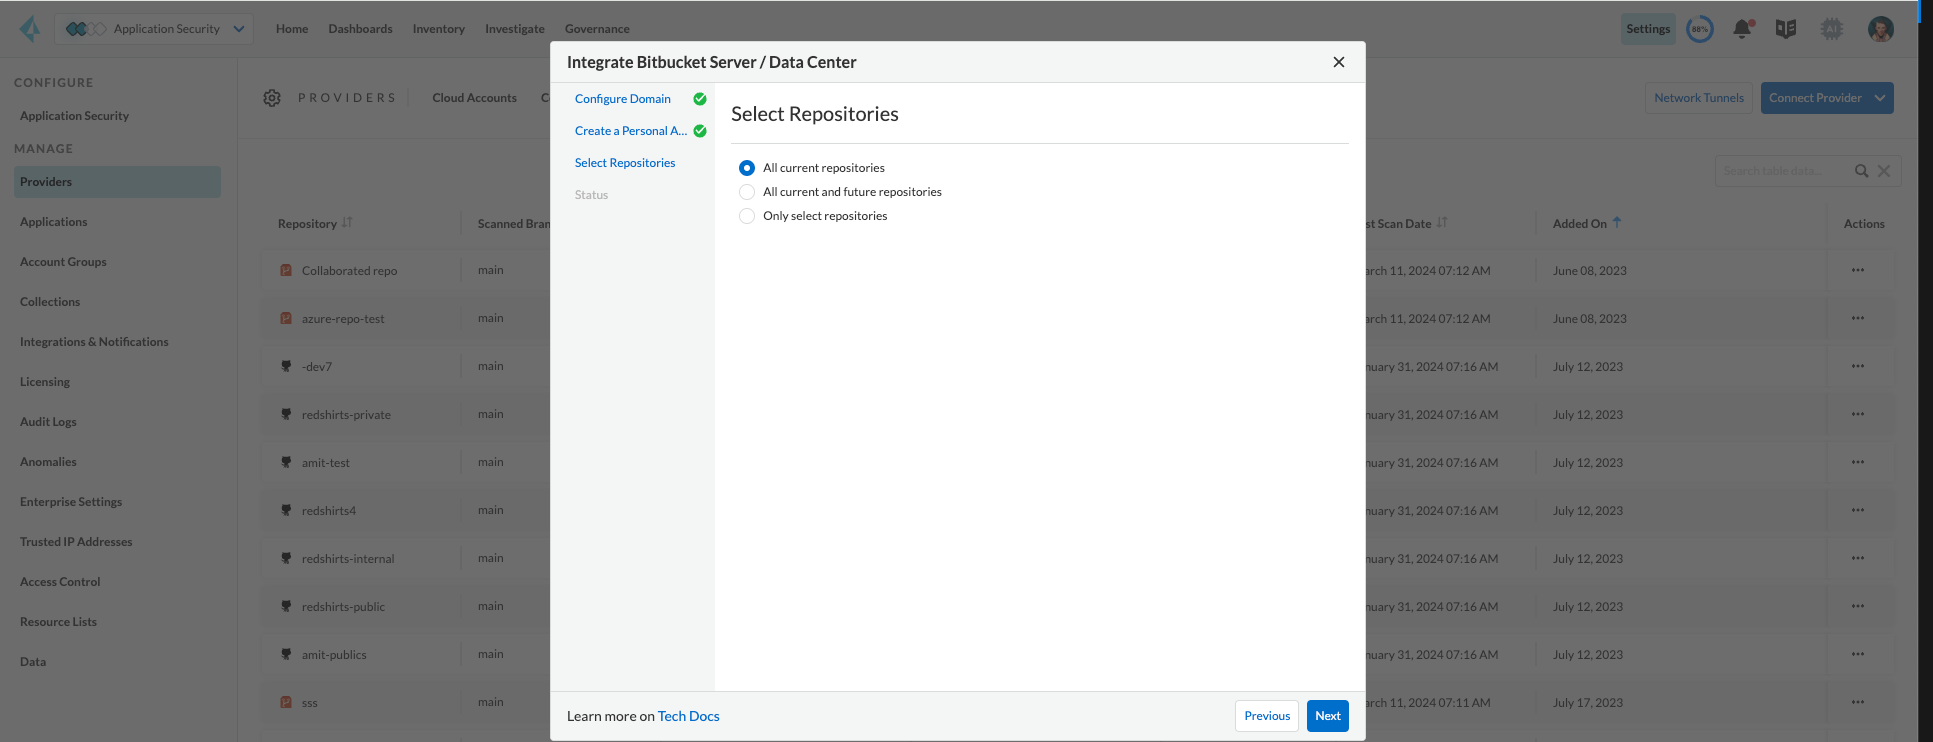 Application Security
Home
Dashboards
Inventory
Investigate
Governance
Settings
88%
AI
CONFIGURE
Application Security
MANAGE
Providers
Applications
Account Groups
Collections
Integrations & Notifications
Licensing
Audit Logs
Anomalies
Enterprise Settings
Trusted IP Addresses
Access Control
Resource Lists
Data
PROVIDERS
Cloud Accounts
Network Tunnels
Connect Provider
Search table data...
Integrate Bitbucket Server / Data Center
Configure Domain
Create a Personal A...
Select Repositories
Status
Select Repositories
All current repositories
All current and future repositories
Only select repositories
Learn more on Tech Docs
Previous
Next
Repository Scanned Bran st Scan Date Added On Actions
Collaborated repo main arch 11, 2024 07:12 AM June 08, 2023
azure-repo-test main arch 11, 2024 07:12 AM June 08, 2023
-dev7 main nuary 31, 2024 07:16 AM July 12, 2023
redshirts-private main nuary 31, 2024 07:16 AM July 12, 2023
amit-test main nuary 31, 2024 07:16 AM July 12, 2023
redshirts4 main nuary 31, 2024 07:16 AM July 12, 2023
redshirts-internal main nuary 31, 2024 07:16 AM July 12, 2023
redshirts-public main nuary 31, 2024 07:16 AM July 12, 2023
amit-publics main nuary 31, 2024 07:16 AM July 12, 2023
sss main arch 11, 2024 07:11 AM July 17, 2023